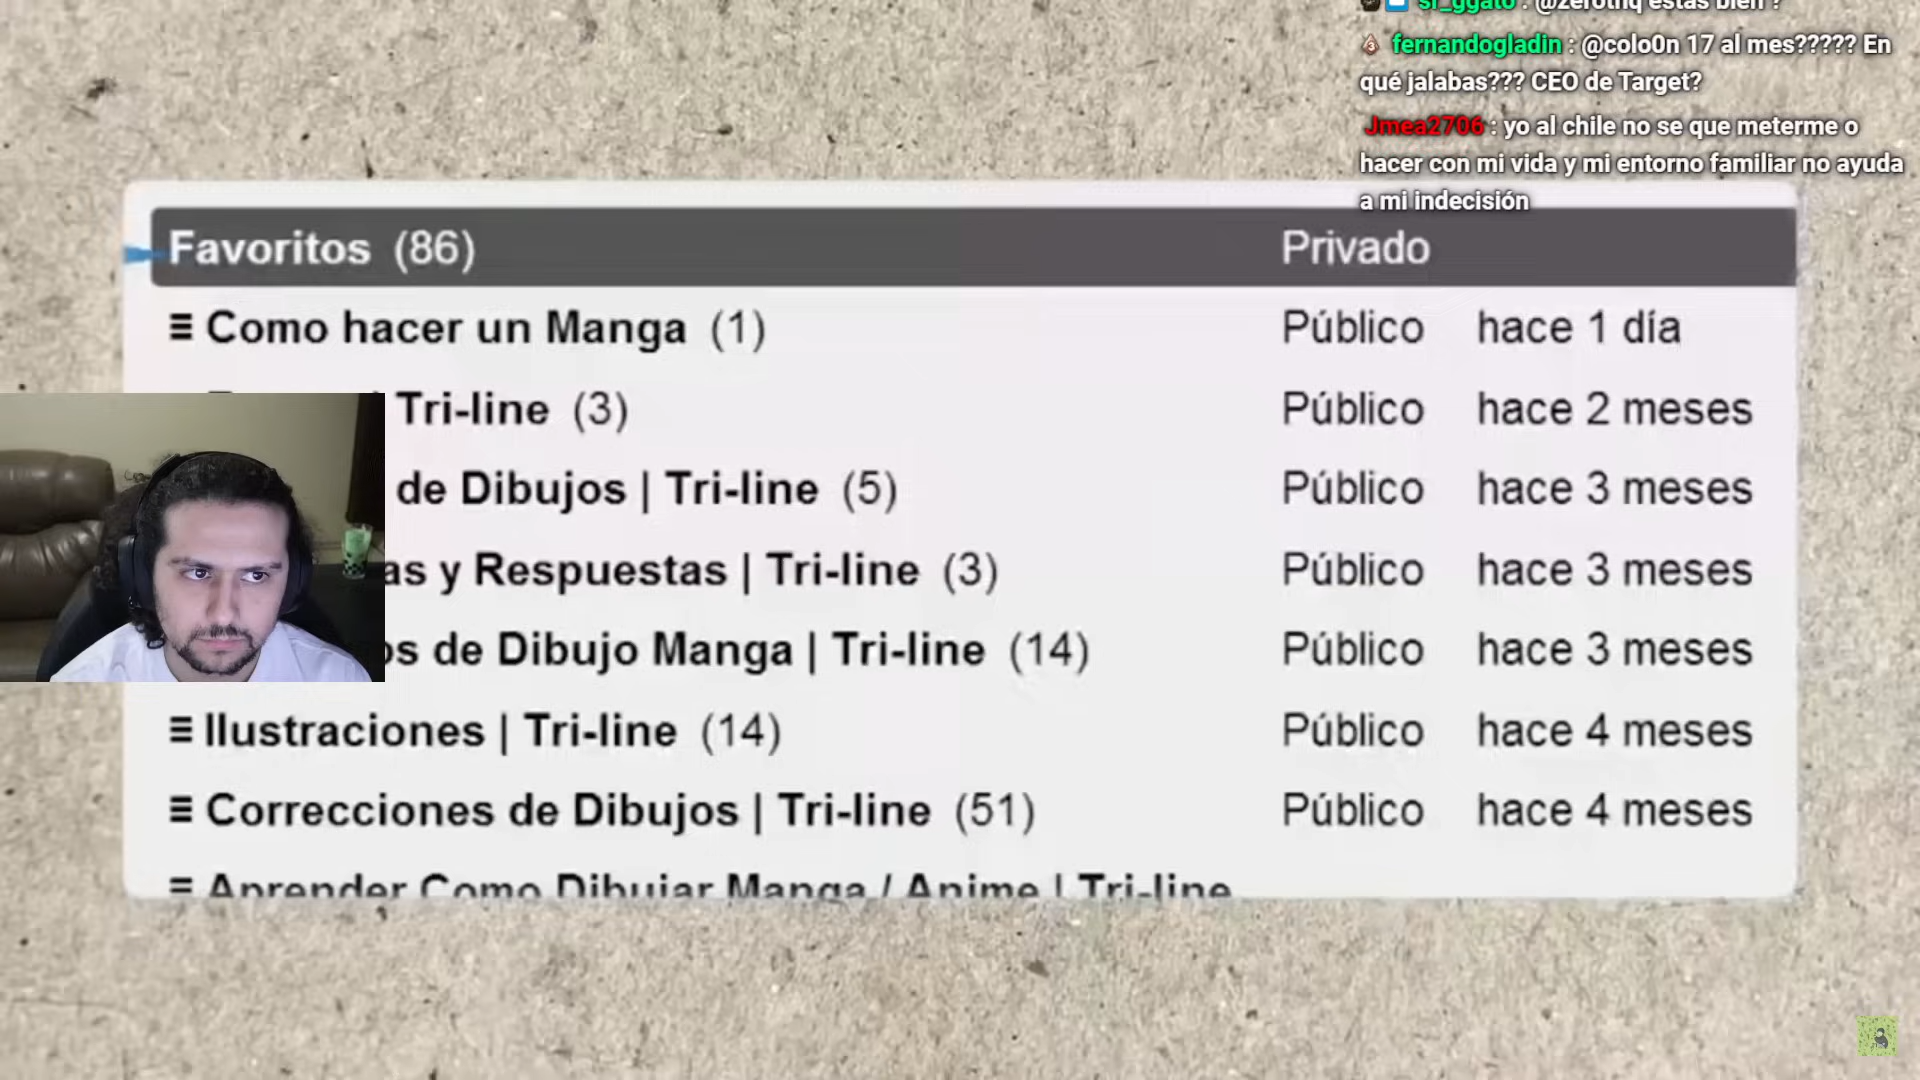 sr_ggato : @zerothq estas bien ?
fernandogladin : @colo0n 17 al mes????? En
qué jalabas??? CEO de Target?
Jmea2706 : yo al chile no se que meterme o
hacer con mi vida y mi entorno familiar no ayuda
a mi indecisión
Favoritos (86) Privado
Como hacer un Manga (1) Público hace 1 día
Tri-line (3) Público hace 2 meses
de Dibujos | Tri-line (5) Público hace 3 meses
as y Respuestas | Tri-line (3) Público hace 3 meses
os de Dibujo Manga | Tri-line (14) Público hace 3 meses
Ilustraciones | Tri-line (14) Público hace 4 meses
Correcciones de Dibujos | Tri-line (51) Público hace 4 meses
Aprender Como Dibujar Manga / Anime | Tri-line